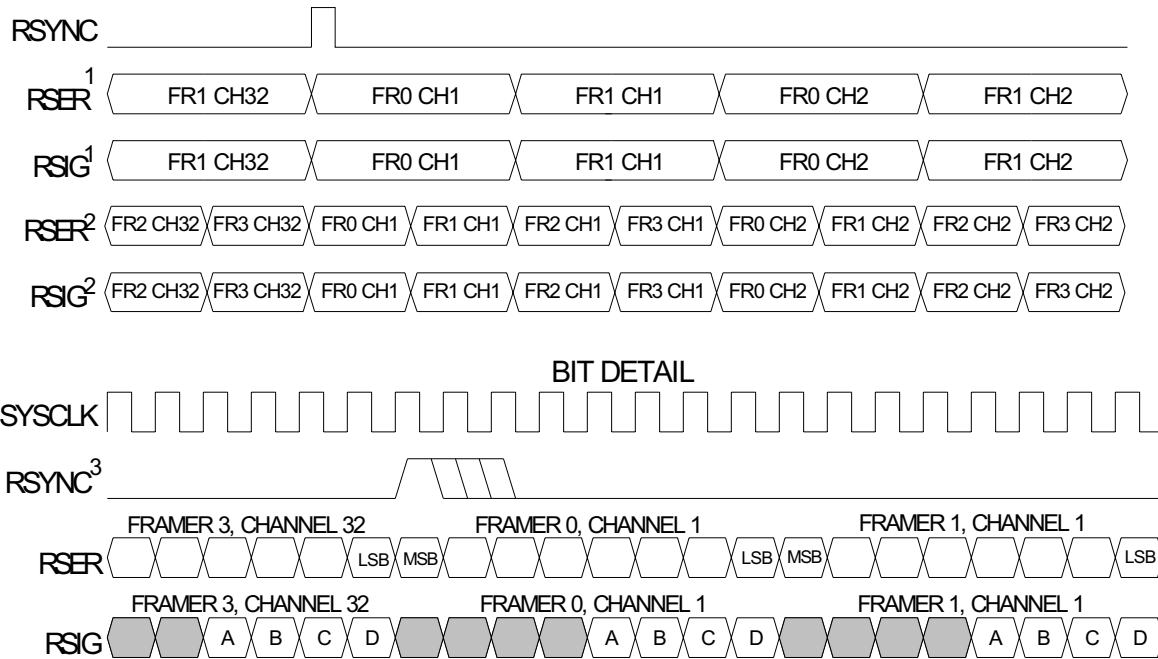 RSYNC
RSER1 FR1 CH32 FR0 CH1 FR1 CH1 FR0 CH2 FR1 CH2
RSIG1 FR1 CH32 FR0 CH1 FR1 CH1 FR0 CH2 FR1 CH2
RSER2 FR2 CH32 FR3 CH32 FR0 CH1 FR1 CH1 FR2 CH1 FR3 CH1 FR0 CH2 FR1 CH2 FR2 CH2 FR3 CH2
RSIG2 FR2 CH32 FR3 CH32 FR0 CH1 FR1 CH1 FR2 CH1 FR3 CH1 FR0 CH2 FR1 CH2 FR2 CH2 FR3 CH2
BIT DETAIL
SYSCLK
RSYNC3
FRAMER 3, CHANNEL 32 FRAMER 0, CHANNEL 1 FRAMER 1, CHANNEL 1
RSER LSB MSB LSB MSB LSB
FRAMER 3, CHANNEL 32 FRAMER 0, CHANNEL 1 FRAMER 1, CHANNEL 1
RSIG A B C D A B C D A B C D